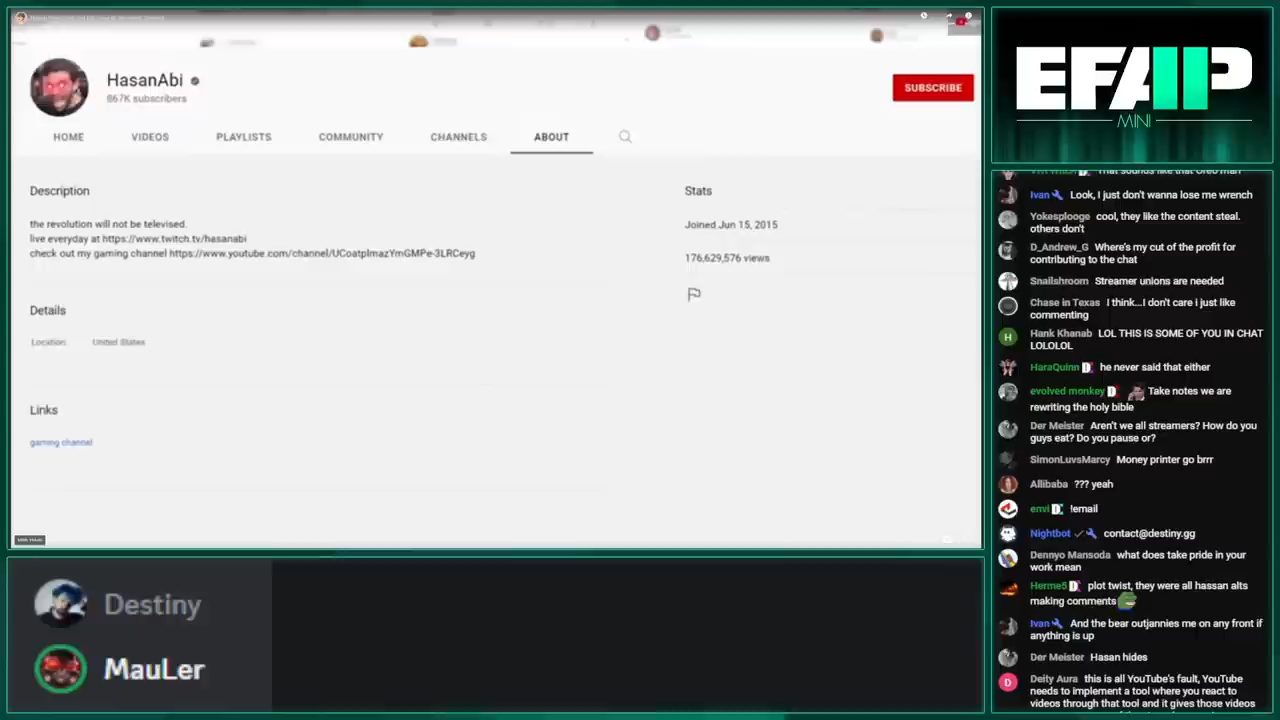 HasanAbi
667K subscribers
SUBSCRIBE
HOME
VIDEOS
PLAYLISTS
COMMUNITY
CHANNELS
ABOUT
Description
the revolution will not be televised.
live everyday at https://www.twitch.tv/hasanabi
check out my gaming channel https://www.youtube.com/channel/UCoatplmazYmGMPe-3LRCeyg
Details
Location:
United States
Links
gaming channel
Stats
Joined Jun 15, 2015
176,629,576 views
Destiny
MauLer
EFAP
MINI
Ivan Look, I just don't wanna lose me wrench
Yokesplooge cool, they like the content steal.
others don't
D_Andrew_G Where's my cut of the profit for
contributing to the chat
Snailshroom Streamer unions are needed
Chase in Texas I think...I don't care i just like
commenting
H
Hank Khanab LOL THIS IS SOME OF YOU IN CHAT
LOLOLOL
HaraQuinn D he never said that either
evolved monkey D Take notes we are
rewriting the holy bible
Der Meister Aren't we all streamers? How do you
guys eat? Do you pause or?
SimonLuvsMarcy Money printer go brrr
Allibaba ??? yeah
envi D !email
Nightbot contact@destiny.gg
Dennyo Mansoda what does take pride in your
work mean
Herme5 D plot twist, they were all hassan alts
making comments
Ivan And the bear outjannies me on any front if
anything is up
Der Meister Hasan hides
D
Deity Aura this is all YouTube's fault, YouTube
needs to implement a tool where you react to
videos through that tool and it gives those videos